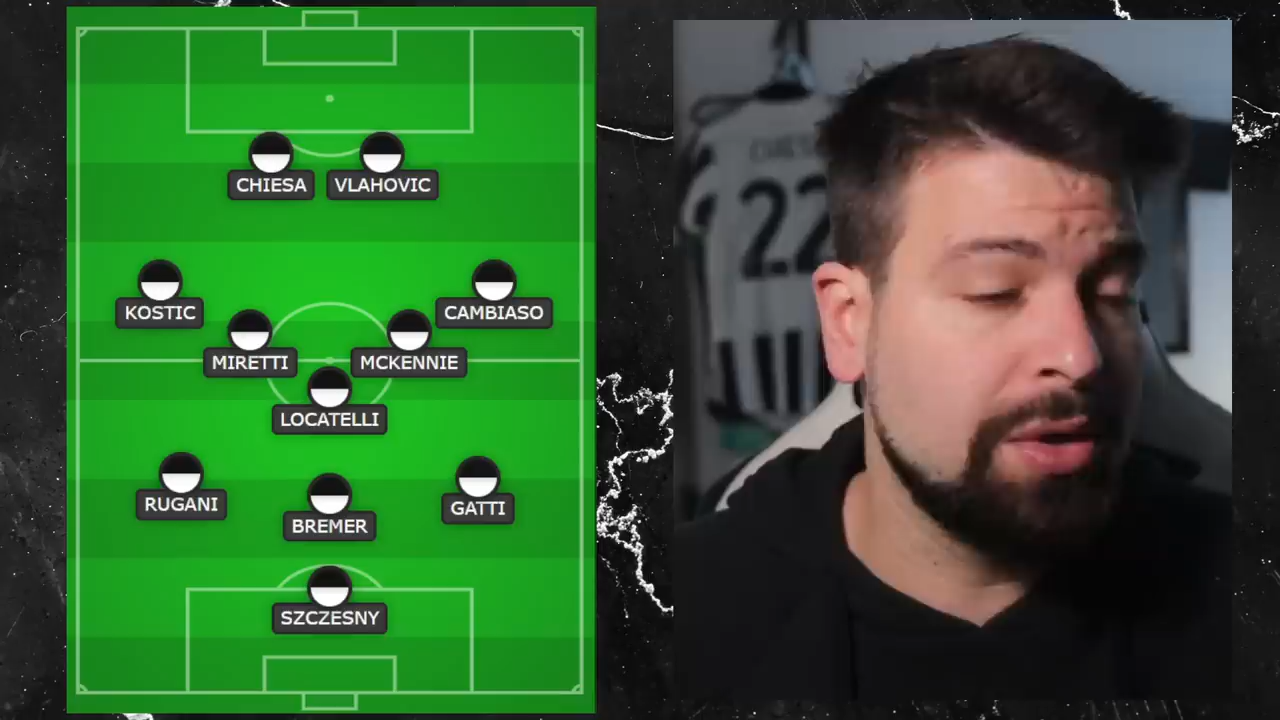 CHIESA VLAHOVIC
KOSTIC CAMBIASO
MIRETTI MCKENNIE
LOCATELLI
RUGANI GATTI
BREMER
SZCZESNY
22